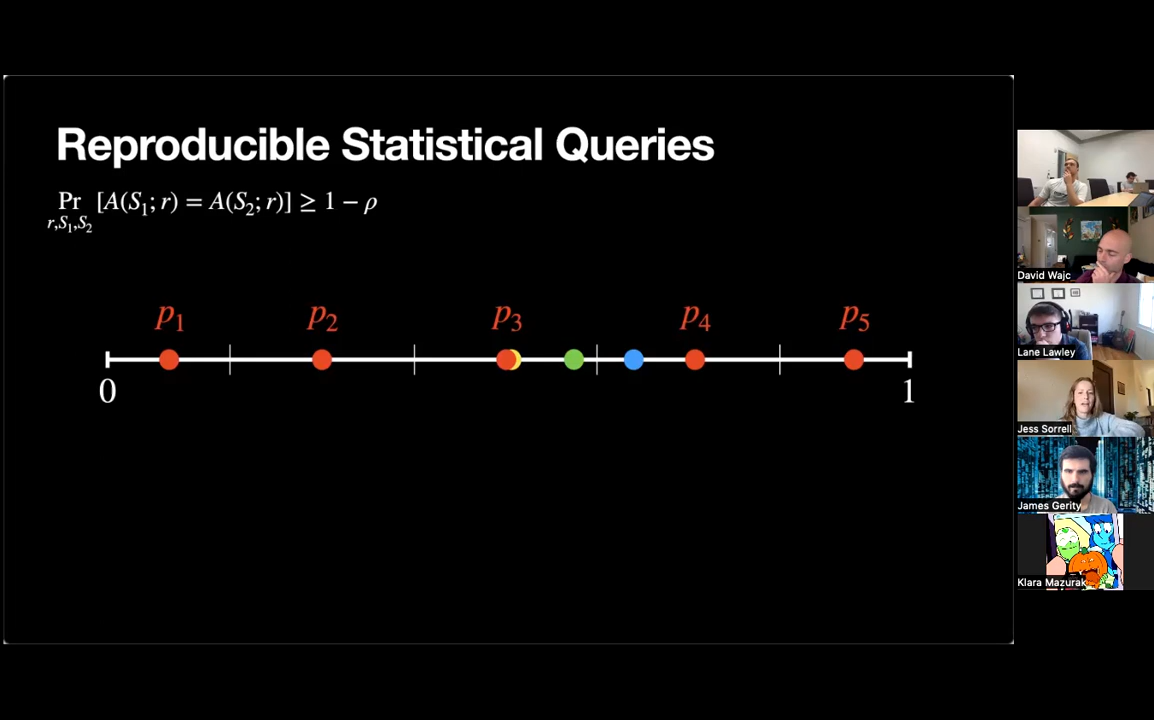 Reproducible Statistical Queries
Pr [A(S₁; r) = A(S₂; r)] ≥ 1 − ρ
r,S₁,S₂
p₁ p₂ p₃ p₄ p₅
0 1
David Wajc
Lane Lawley
Jess Sorrell
James Gerity
Klara Mazurak